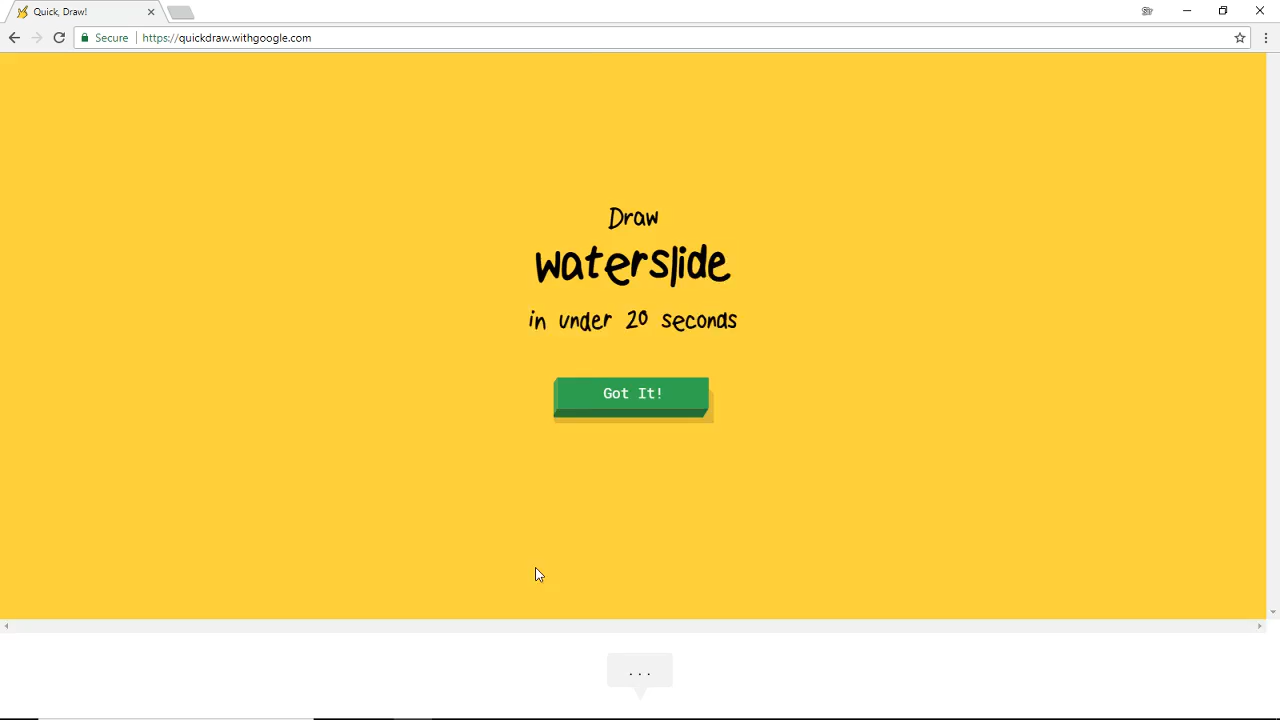 Quick, Draw!
Secure
https://quickdraw.withgoogle.com
Draw
waterslide
in under 20 seconds
Got It!
...